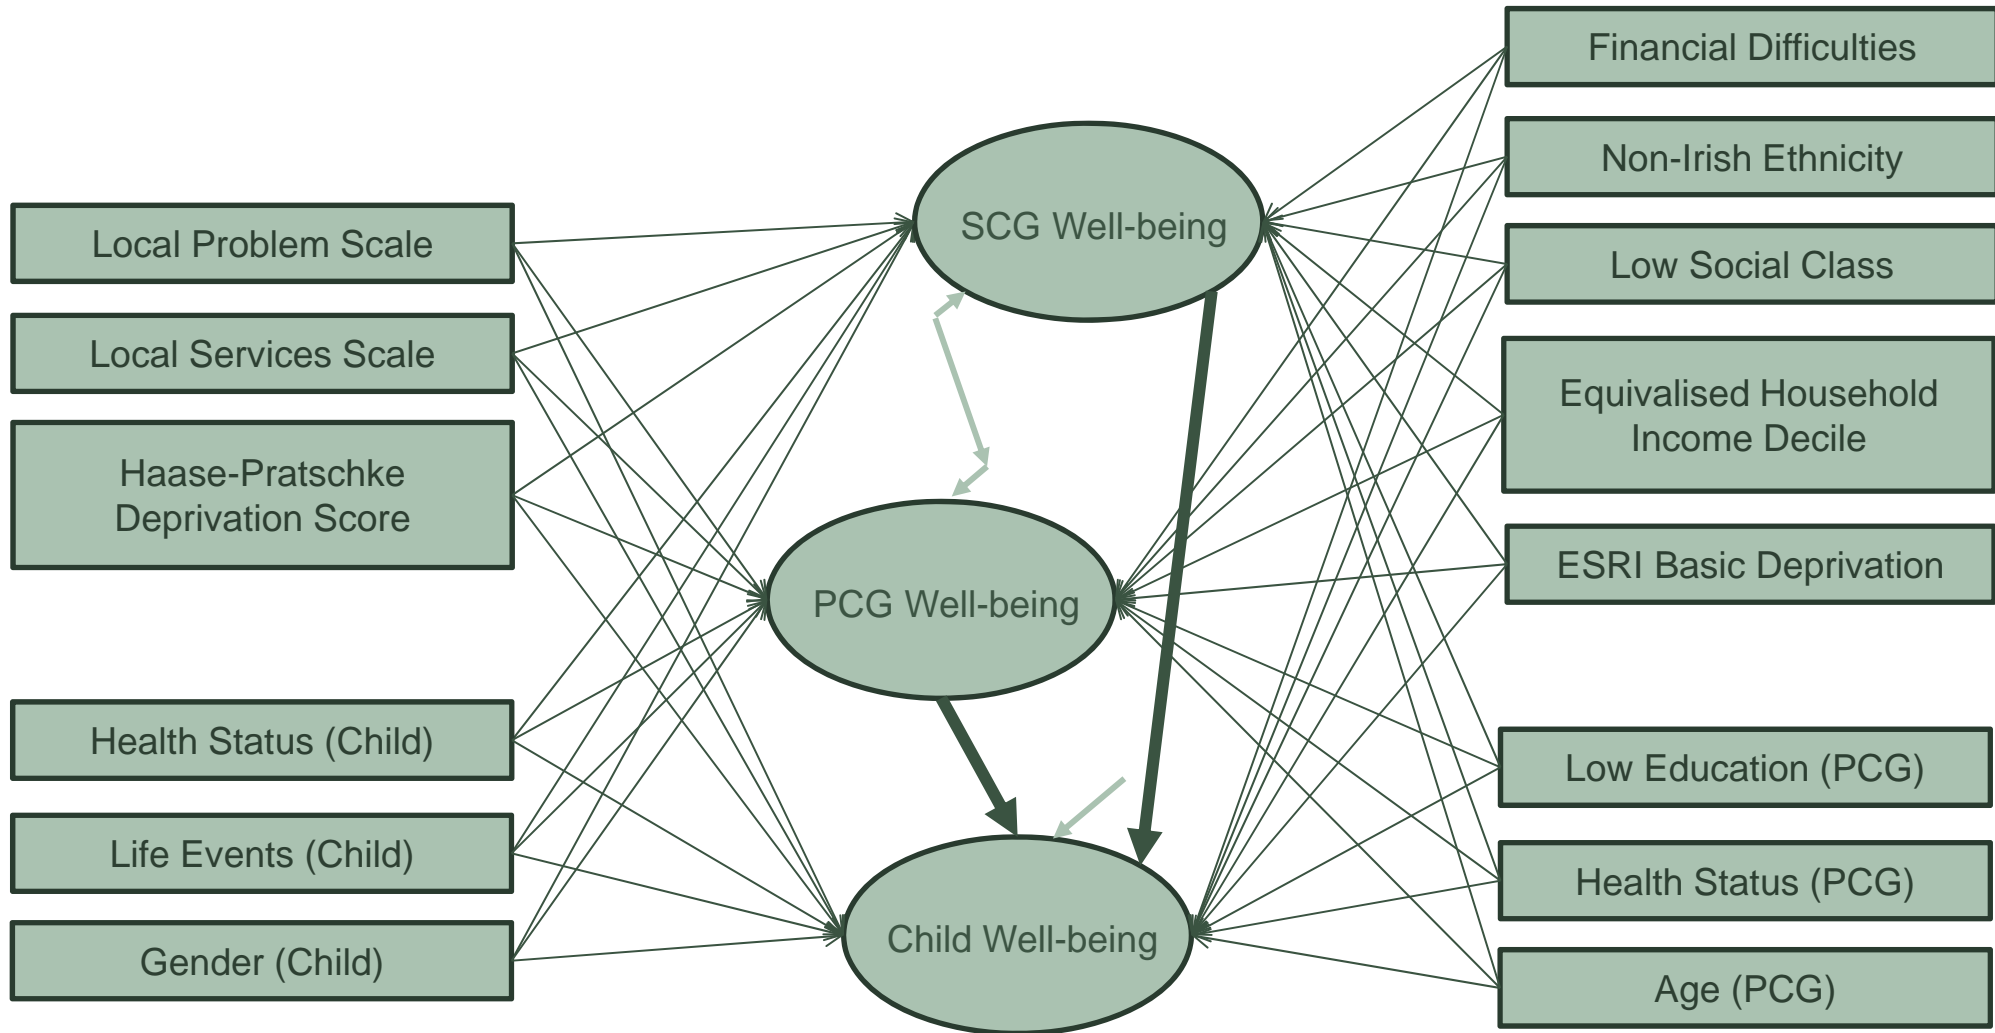 Local Problem Scale
Local Services Scale
Haase-Pratschke
Deprivation Score
Health Status (Child)
Life Events (Child)
Gender (Child)
SCG Well-being
PCG Well-being
Child Well-being
Financial Difficulties
Non-Irish Ethnicity
Low Social Class
Equivalised Household
Income Decile
ESRI Basic Deprivation
Low Education (PCG)
Health Status (PCG)
Age (PCG)